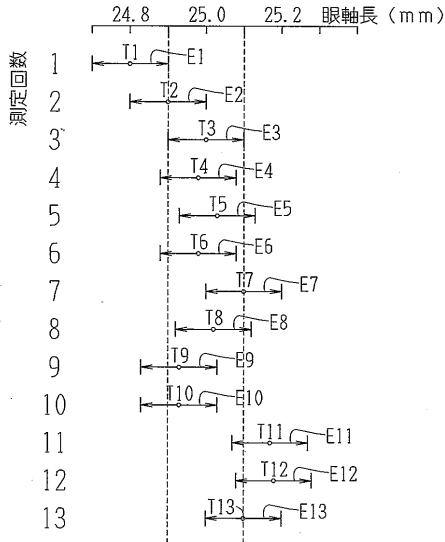 24.8 25.0 25.2 眼軸長(mm)
測定回数
1 T1 E1
2 T2 E2
3 T3 E3
4 T4 E4
5 T5 E5
6 T6 E6
7 T7 E7
8 T8 E8
9 T9 E9
10 T10 E10
11 T11 E11
12 T12 E12
13 T13 E13